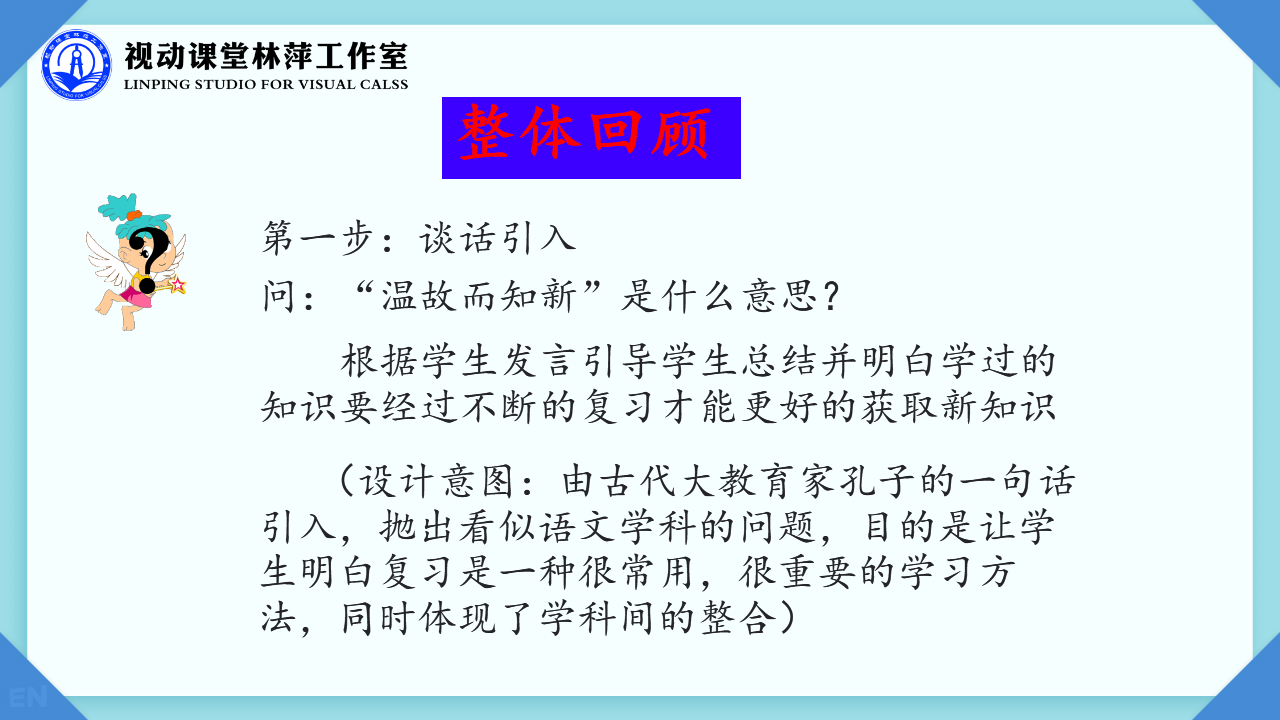 视动课堂林萍工作室
LINPING STUDIO FOR VISUAL CALSS
整体回顾
?
第一步：谈话引入
问：“温故而知新”是什么意思？
根据学生发言引导学生总结并明白学过的
知识要经过不断的复习才能更好的获取新知识
（设计意图：由古代大教育家孔子的一句话
引入，抛出看似语文学科的问题，目的是让学
生明白复习是一种很常用，很重要的学习方
法，同时体现了学科间的整合）
EN